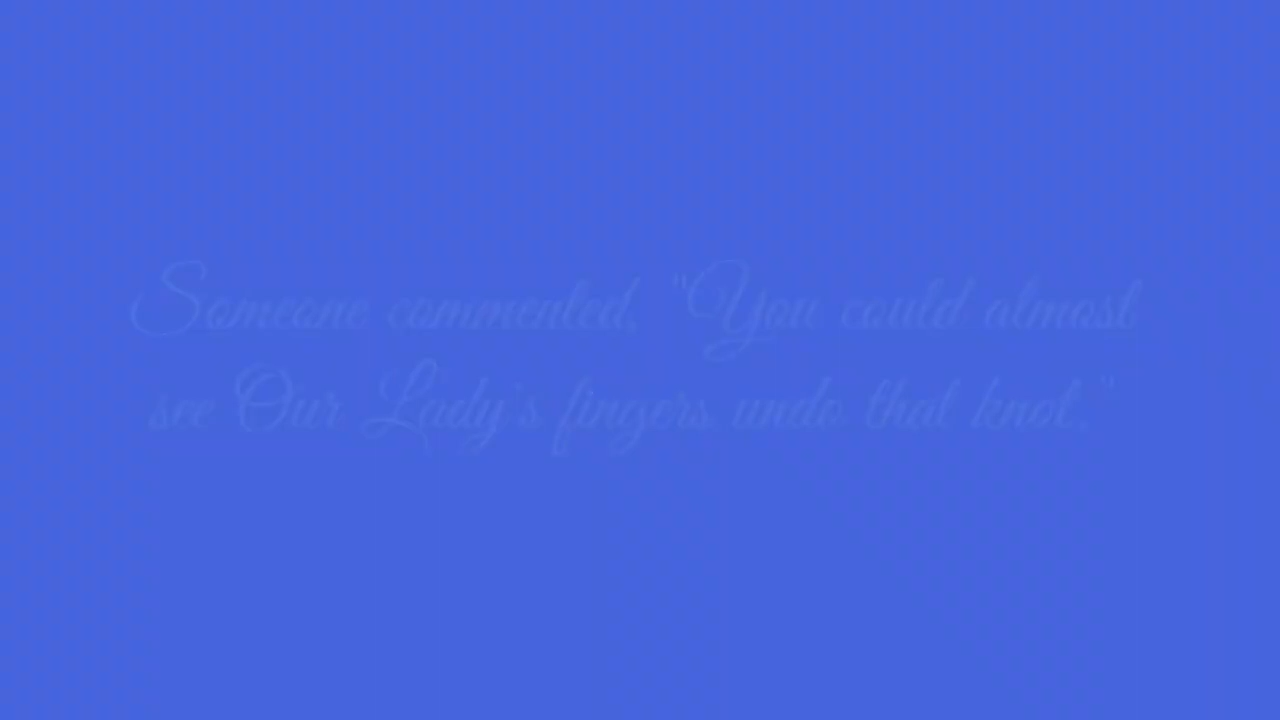 Someone commented, "You could almost
see Our Lady's fingers undo that knot."